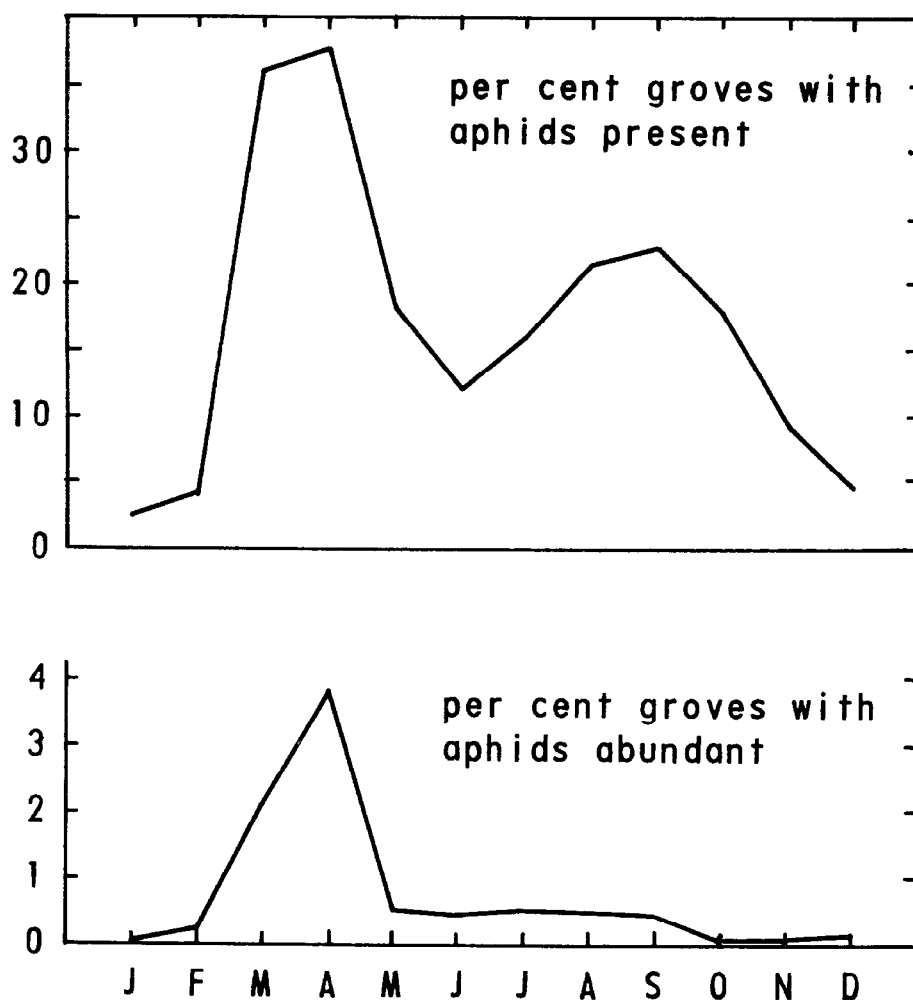 per cent groves with
aphids present
30
20
10
0
per cent groves with
aphids abundant
4
3
2
1
0
J F M A M J J A S O N D